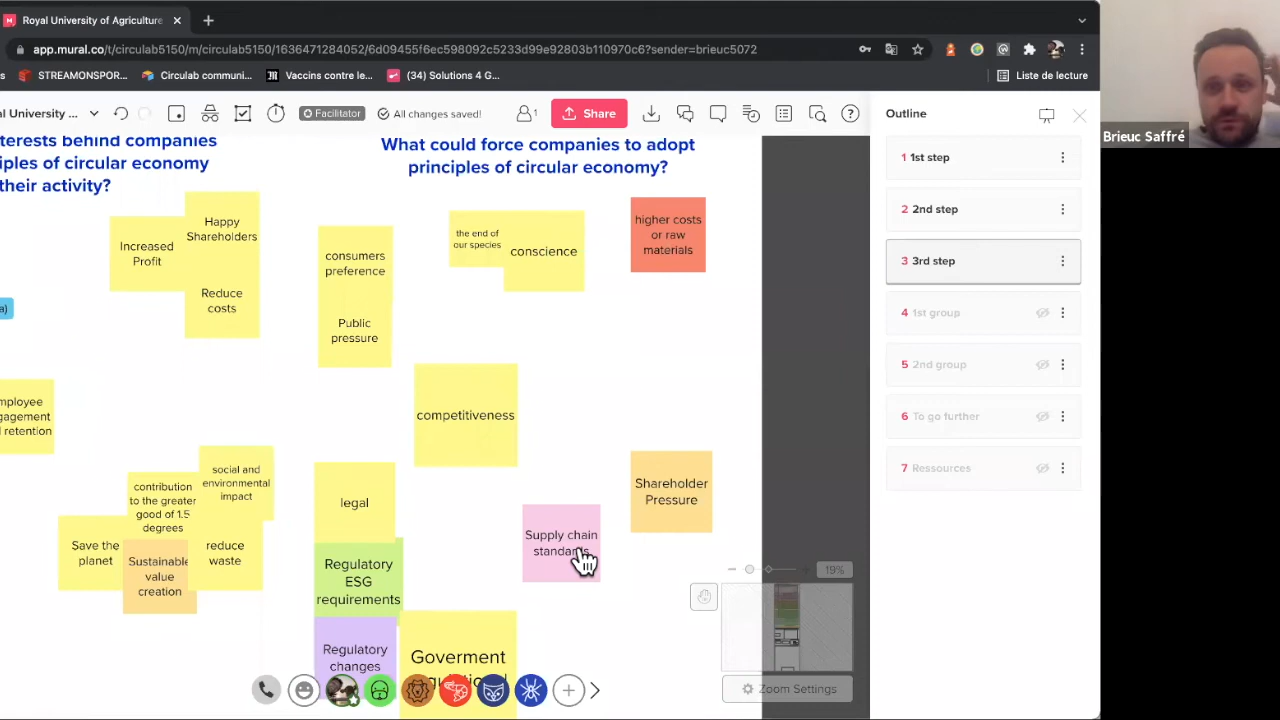 Royal University of Agriculture
app.mural.co/t/circulab5150/m/circulab5150/1636471284052/6d09455f6ec598092c5233d99e92803b110970c6?sender=brieuc5072
s
STREAMONSPOR...
Circulab communi...
Vaccins contre le...
(34) Solutions 4 G...
Liste de lecture
yal University ...
Facilitator
All changes saved!
1
Share
Outline
Brieuc Saffré
terests behind companies
iples of circular economy
their activity?
What could force companies to adopt
principles of circular economy?
Happy
Shareholders
Increased
Profit
Reduce
costs
a)
mployee
gagement
d retention
social and
environmental
impact
contribution
to the greater
good of 1.5
degrees
Save the
planet
Sustainable
value
creation
reduce
waste
consumers
preference
Public
pressure
the end of
our species
conscience
higher costs
or raw
materials
competitiveness
legal
Regulatory
ESG
requirements
Regulatory
changes
Goverment
Supply chain
standards
Shareholder
Pressure
1 1st step
2 2nd step
3 3rd step
4 1st group
5 2nd group
6 To go further
7 Ressources
19%
Zoom Settings